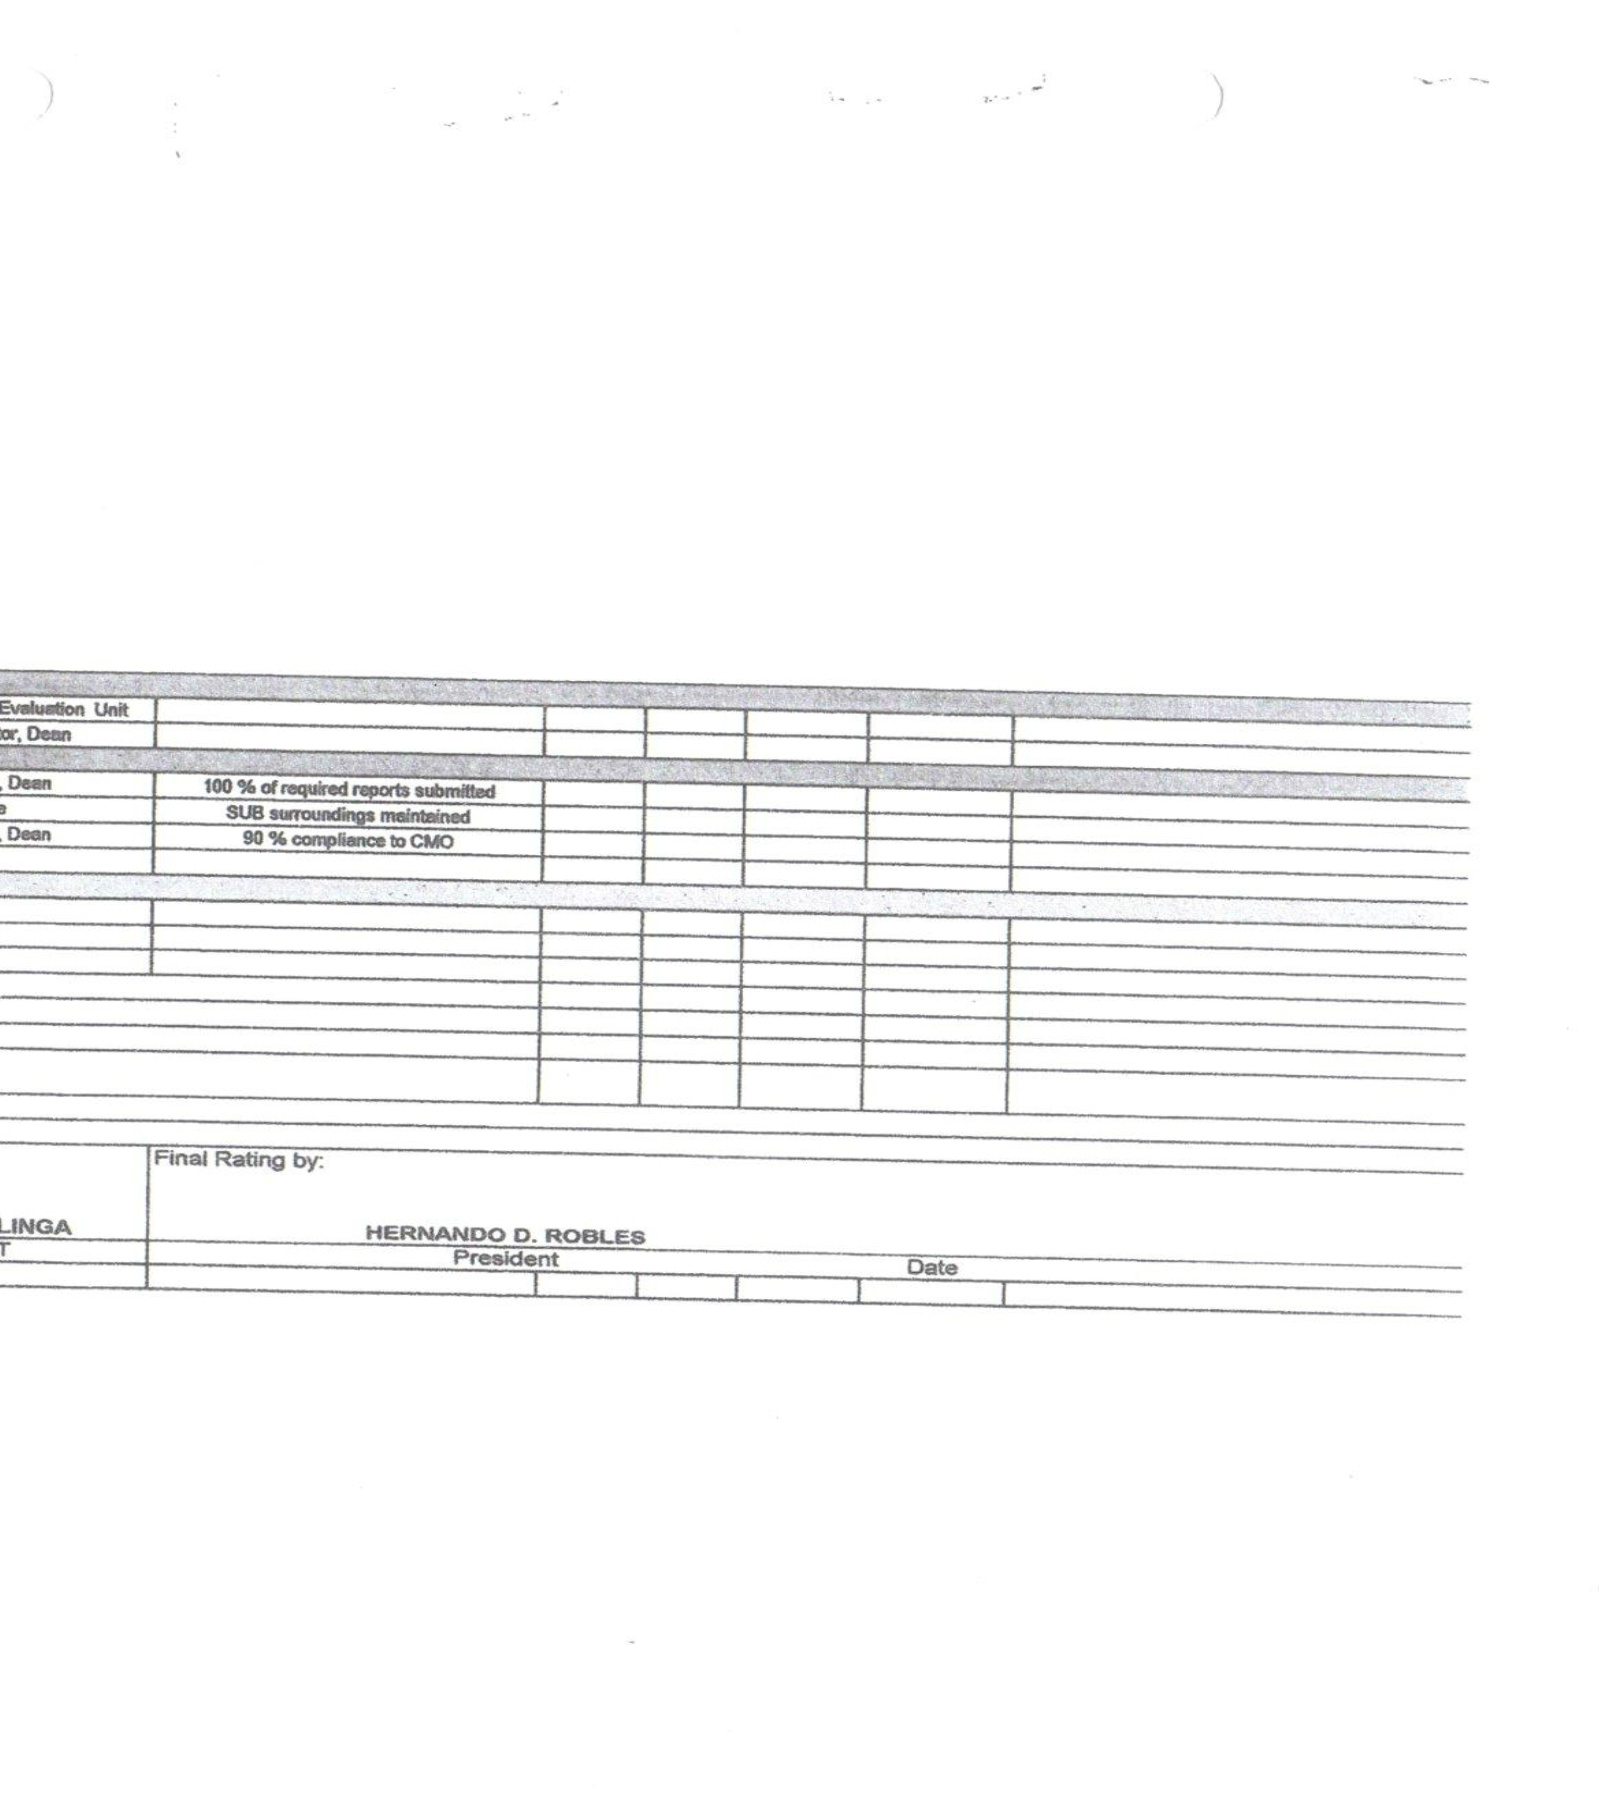 Evaluation Unit
or, Dean
, Dean 100 % of required reports submitted
e SUB surroundings maintained
, Dean 90 % compliance to CMO
Final Rating by:
LINGA HERNANDO D. ROBLES
T President Date